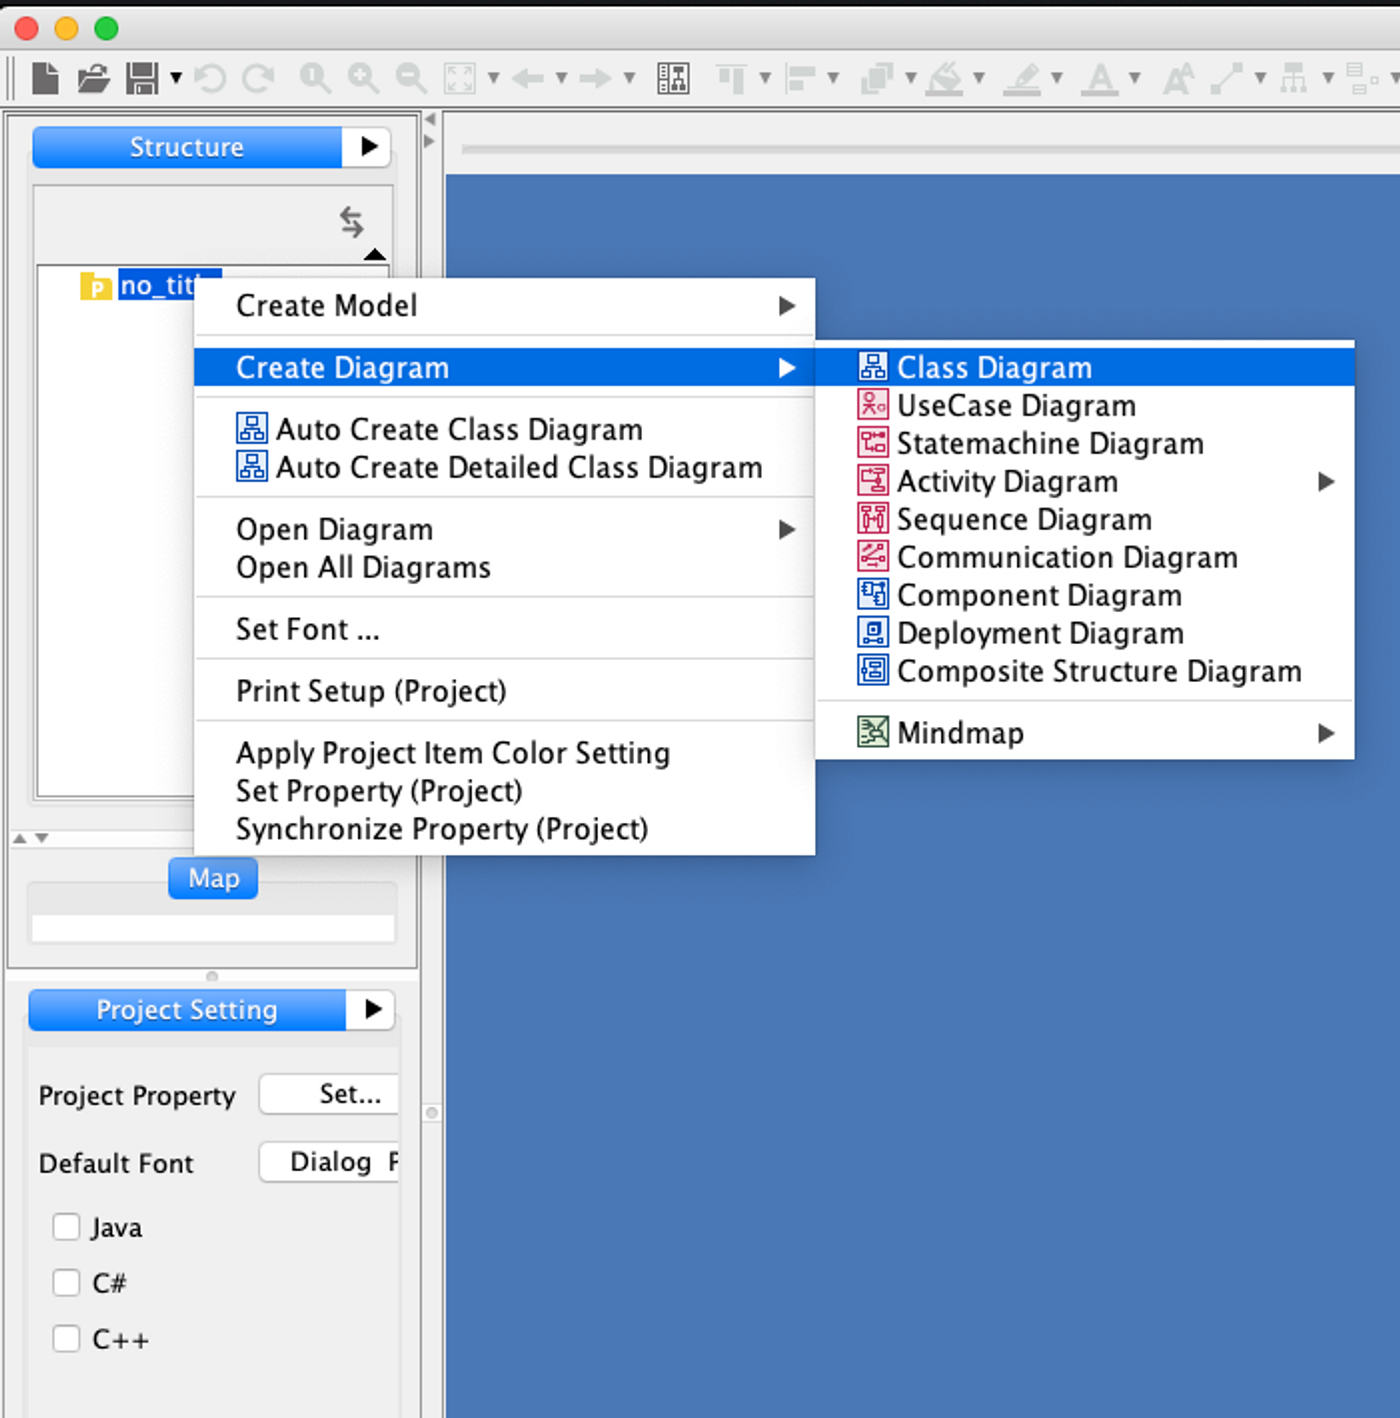 Structure
no_title
Create Model
Create Diagram
Auto Create Class Diagram
Auto Create Detailed Class Diagram
Open Diagram
Open All Diagrams
Set Font ...
Print Setup (Project)
Apply Project Item Color Setting
Set Property (Project)
Synchronize Property (Project)
Class Diagram
UseCase Diagram
Statemachine Diagram
Activity Diagram
Sequence Diagram
Communication Diagram
Component Diagram
Deployment Diagram
Composite Structure Diagram
Mindmap
Map
Project Setting
Project Property
Set...
Default Font
Dialog
Java
C#
C++